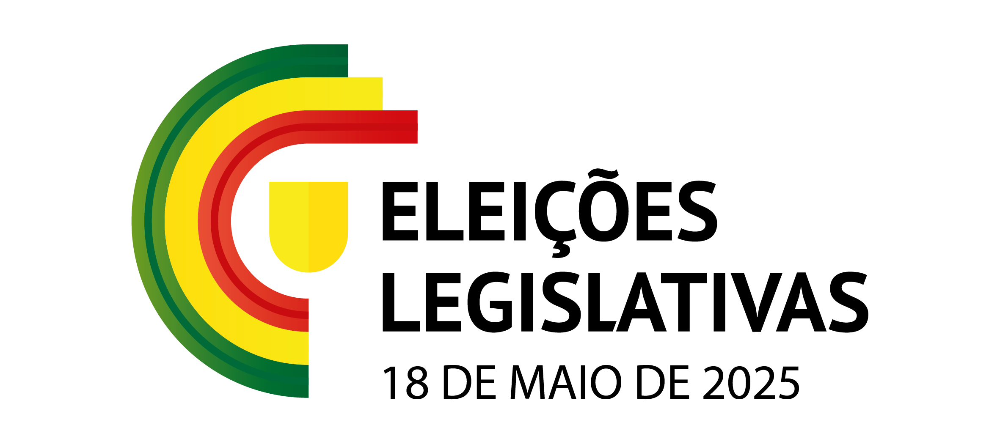 ELEIÇÕES
LEGISLATIVAS
18 DE MAIO DE 2025